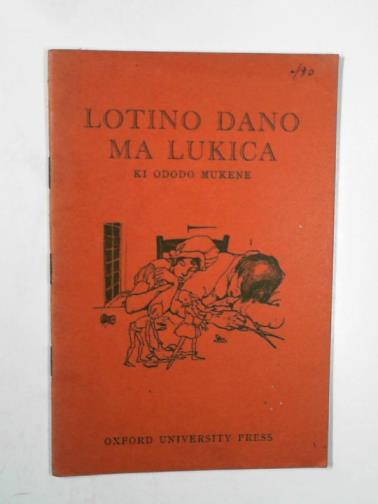 LOTINO DANO
MA LUKICA
KI ODODO MUKENE
OXFORD UNIVERSITY PRESS